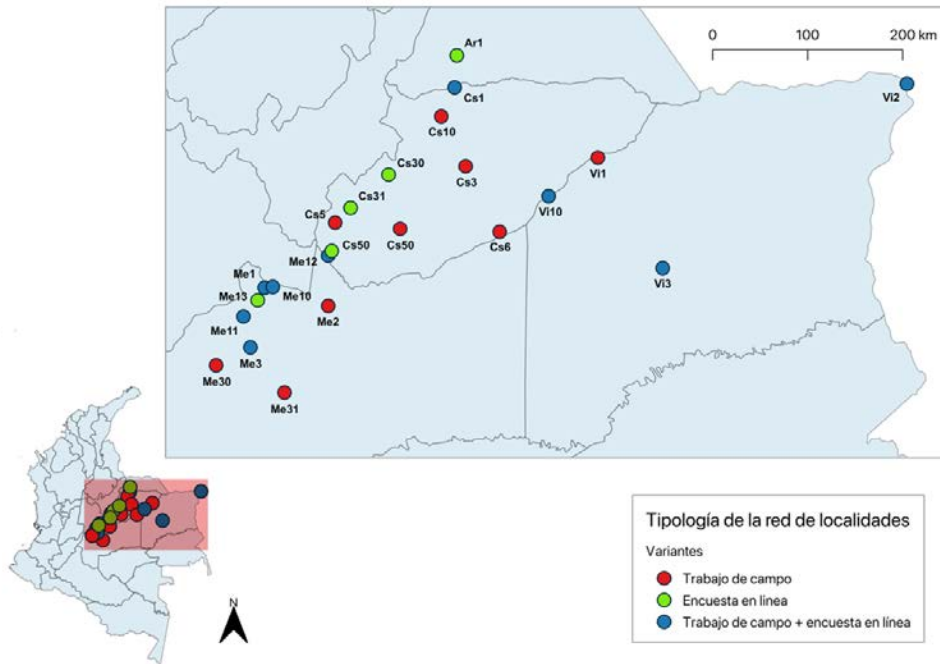 Ar1
0 100 200 km
Cs1
Vi2
Cs10
Cs30
Cs3
Vi1
Cs31
Vi10
Cs5
Cs50
Cs6
Cs50
Me12
Me1
Me10
Vi3
Me13
Me2
Me11
Me3
Me30
Me31
Tipología de la red de localidades
Variantes
Trabajo de campo
Encuesta en linea
Trabajo de campo + encuesta en línea
N